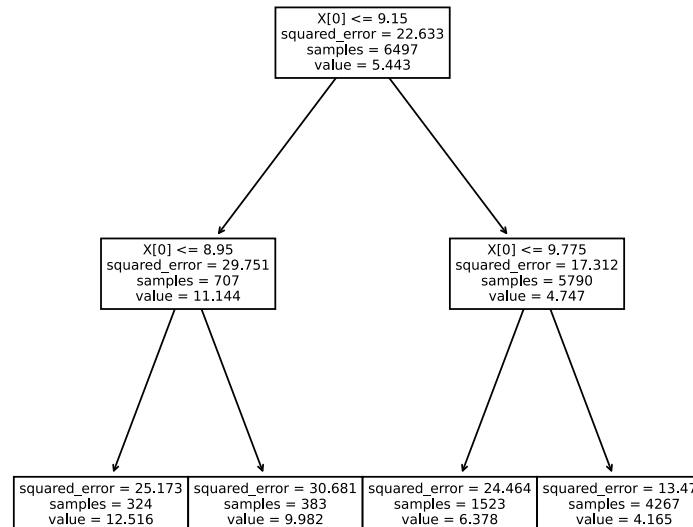 X[0] <= 9.15
squared_error = 22.633
samples = 6497
value = 5.443
X[0] <= 8.95
squared_error = 29.751
samples = 707
value = 11.144
X[0] <= 9.775
squared_error = 17.312
samples = 5790
value = 4.747
squared_error = 25.173
samples = 324
value = 12.516
squared_error = 30.681
samples = 383
value = 9.982
squared_error = 24.464
samples = 1523
value = 6.378
squared_error = 13.47
samples = 4267
value = 4.165